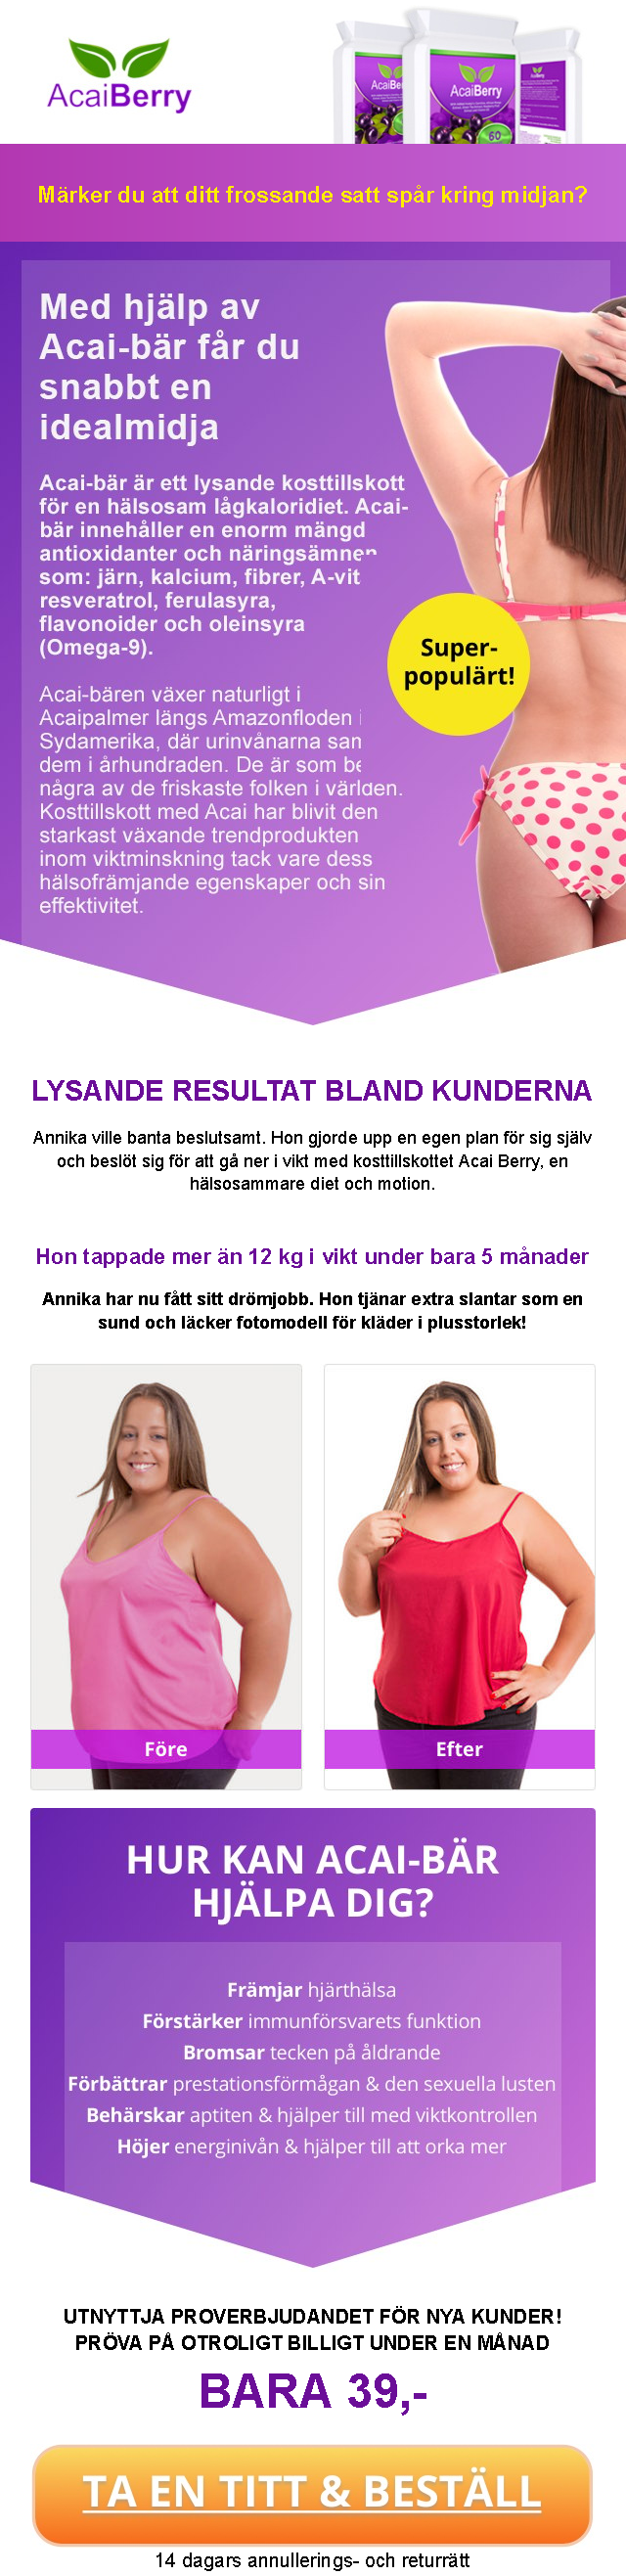 AcaiBerry
AcaiBerry
60
Märker du att ditt frossande satt spår kring midjan?
Med hjälp av
Acai-bär får du
snabbt en
idealmidja
Acai-bär är ett lysande kosttillskott
för en hälsosam lågkaloridiet. Acai-
bär innehåller en enorm mängd
antioxidanter och näringsämnen
som: järn, kalcium, fibrer, A-vit
resveratrol, ferulasyra,
flavonoider och oleinsyra
(Omega-9).
Super-
populärt!
Acai-bären växer naturligt i
Acaipalmer längs Amazonfloden i
Sydamerika, där urinvånarna
dem i århundraden. De är som
några av de friskaste folken i världen.
Kosttillskott med Acai har blivit den
starkast växande trendprodukten
inom viktminskning tack vare dess
hälsofrämjande egenskaper och sin
effektivitet.
LYSANDE RESULTAT BLAND KUNDERNA
Annika ville banta beslutsamt. Hon gjorde upp en egen plan för sig själv
och beslöt sig för att gå ner i vikt med kosttillskottet Acai Berry, en
hälsosammare diet och motion.
Hon tappade mer än 12 kg i vikt under bara 5 månader
Annika har nu fått sitt drömjobb. Hon tjänar extra slantar som en
sund och läcker fotomodell för kläder i plusstorlek!
Före
Efter
HUR KAN ACAI-BÄR
HJÄLPA DIG?
Främjar hjärthälsa
Förstärker immunförsvarets funktion
Bromsar tecken på åldrande
Förbättrar prestationsförmågan & den sexuella lusten
Behärskar aptiten & hjälper till med viktkontrollen
Höjer energinivån & hjälper till att orka mer
UTNYTTJA PROVERBJUDANDET FÖR NYA KUNDER!
PRÖVA PÅ OTROLIGT BILLIGT UNDER EN MÅNAD
BARA 39,-
TA EN TITT & BESTÄLL
14 dagars annullerings- och returrätt